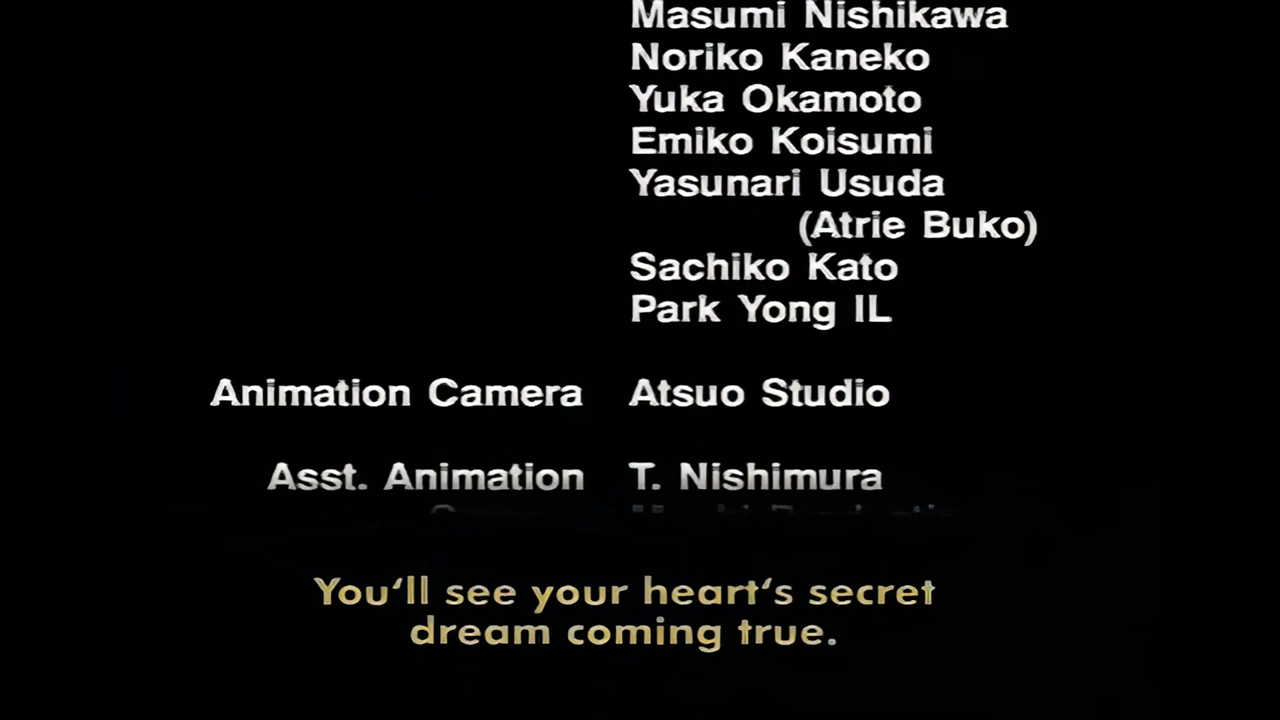 Masumi Nishikawa
Noriko Kaneko
Yuka Okamoto
Emiko Koisumi
Yasunari Usuda
(Atrie Buko)
Sachiko Kato
Park Yong IL
Animation Camera Atsuo Studio
Asst. Animation T. Nishimura
You'll see your heart's secret
dream coming true.